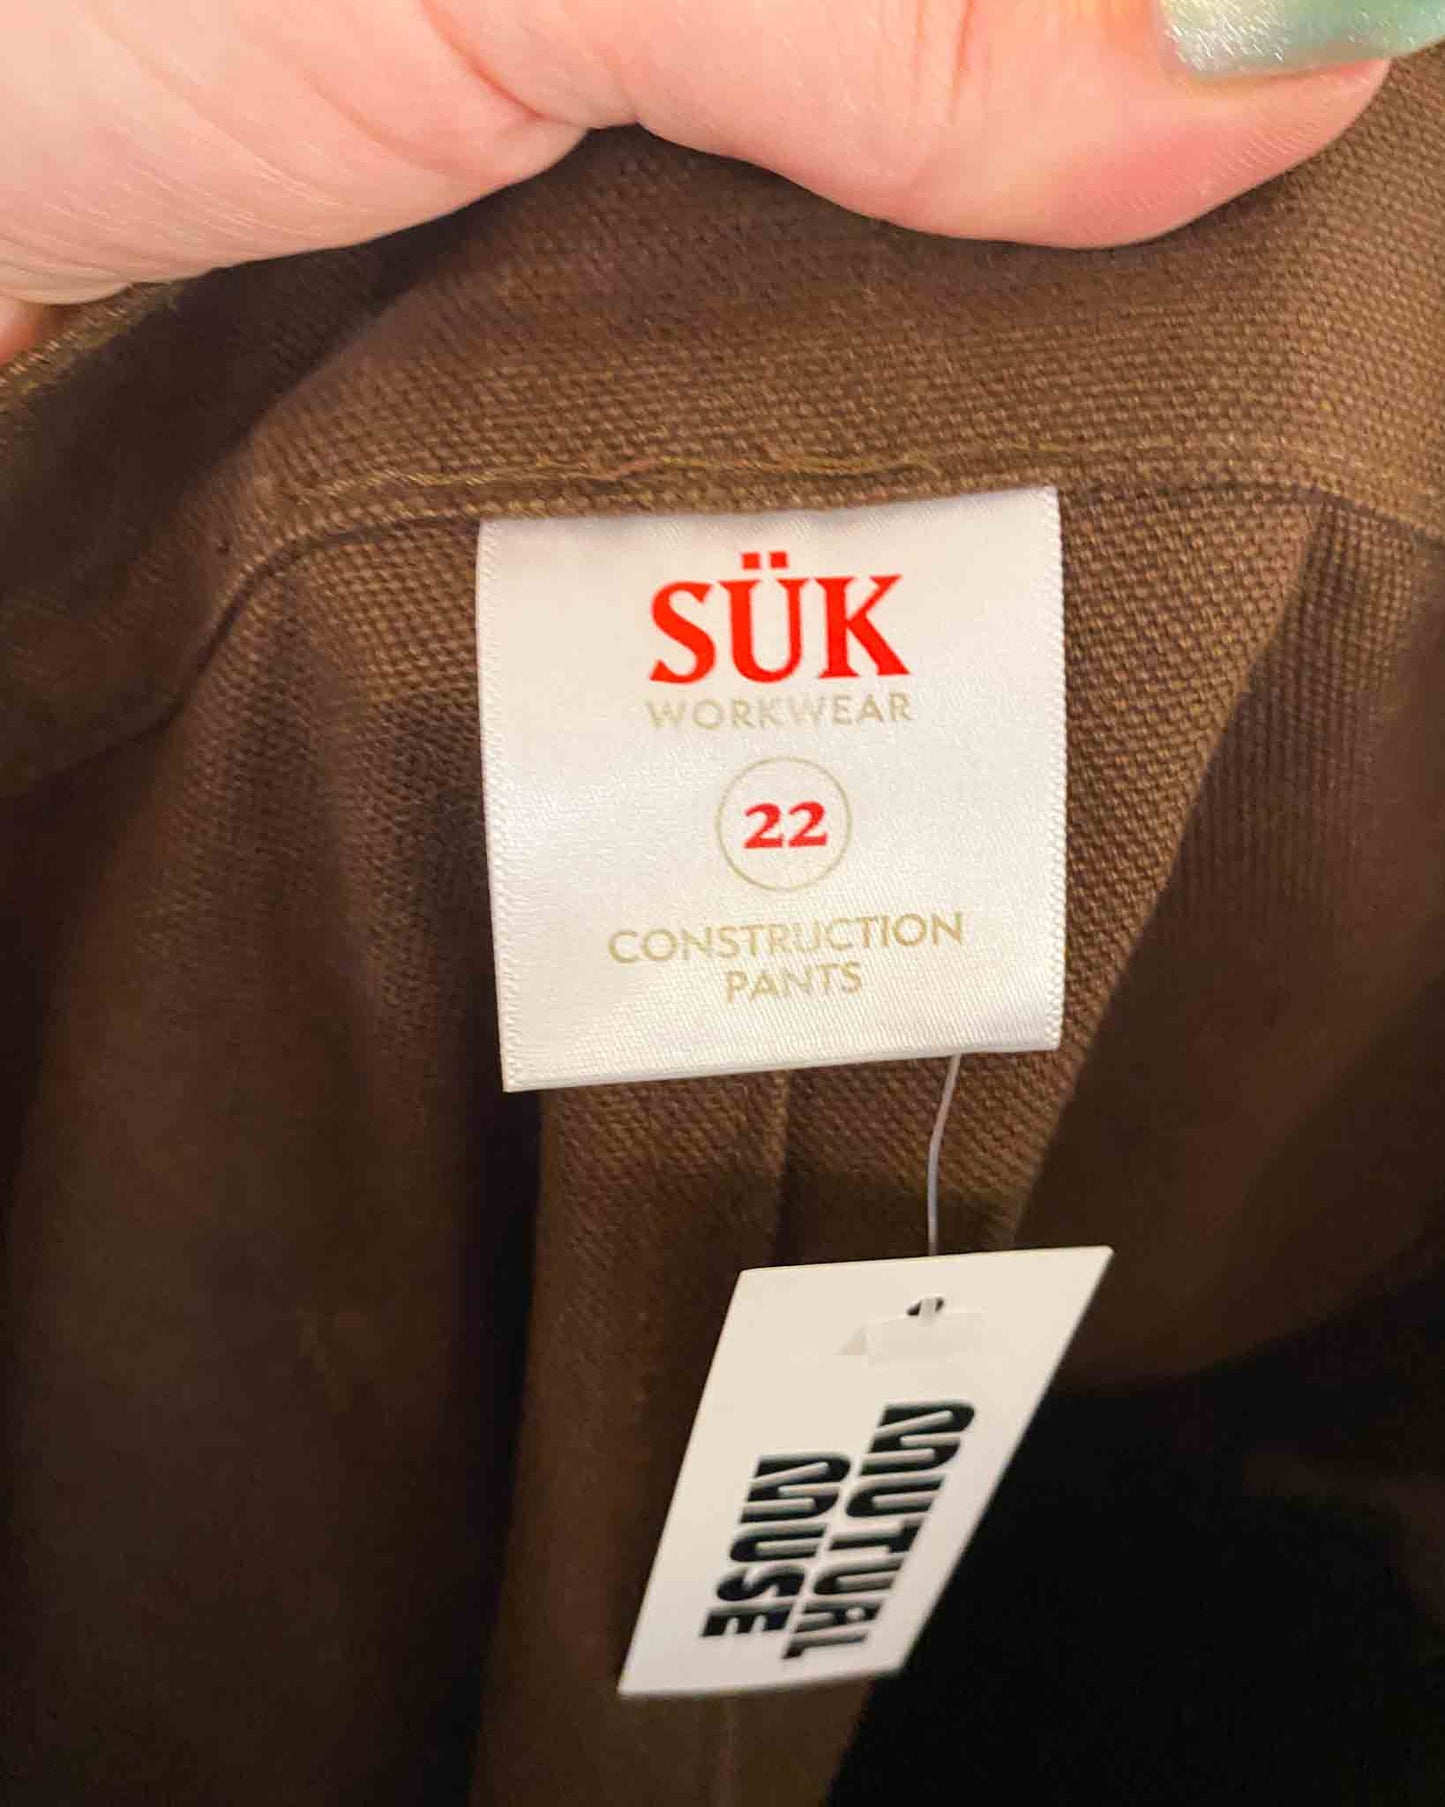 SÜK
WORKWEAR
22
CONSTRUCTION
PANTS
MUTUAL
MUSE